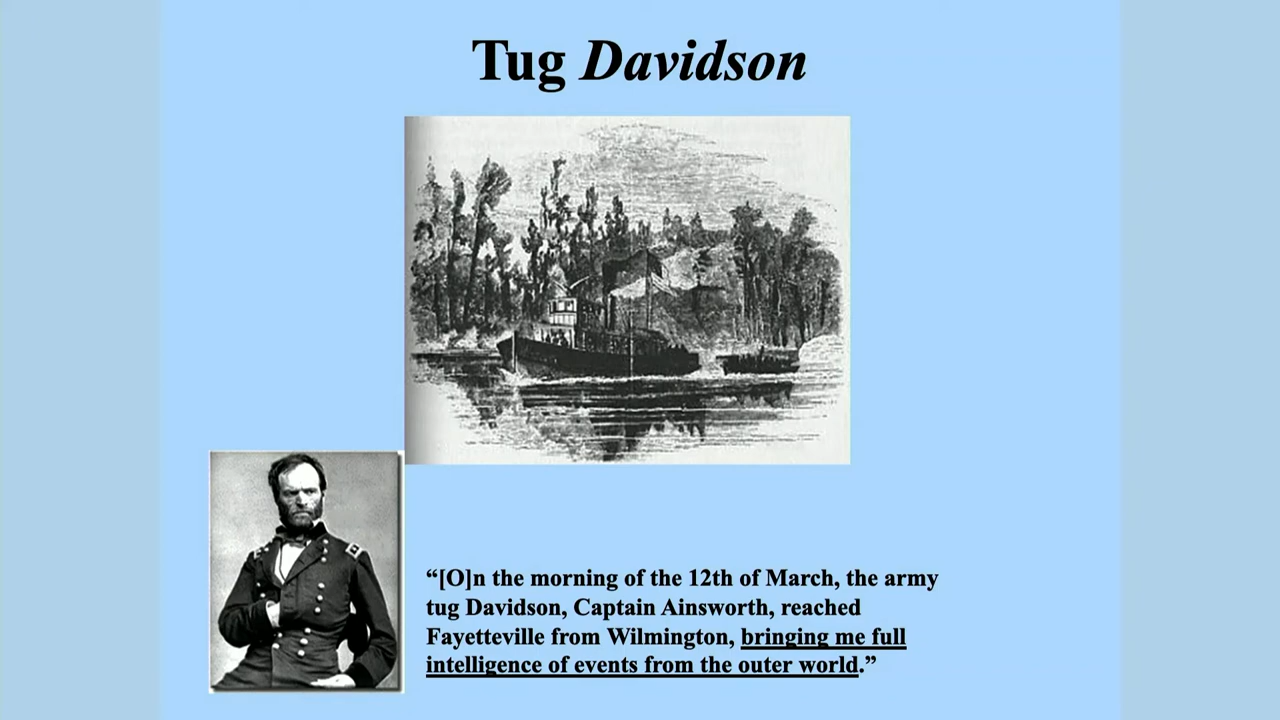 Tug Davidson
“[O]n the morning of the 12th of March, the army
tug Davidson, Captain Ainsworth, reached
Fayetteville from Wilmington, bringing me full
intelligence of events from the outer world.”